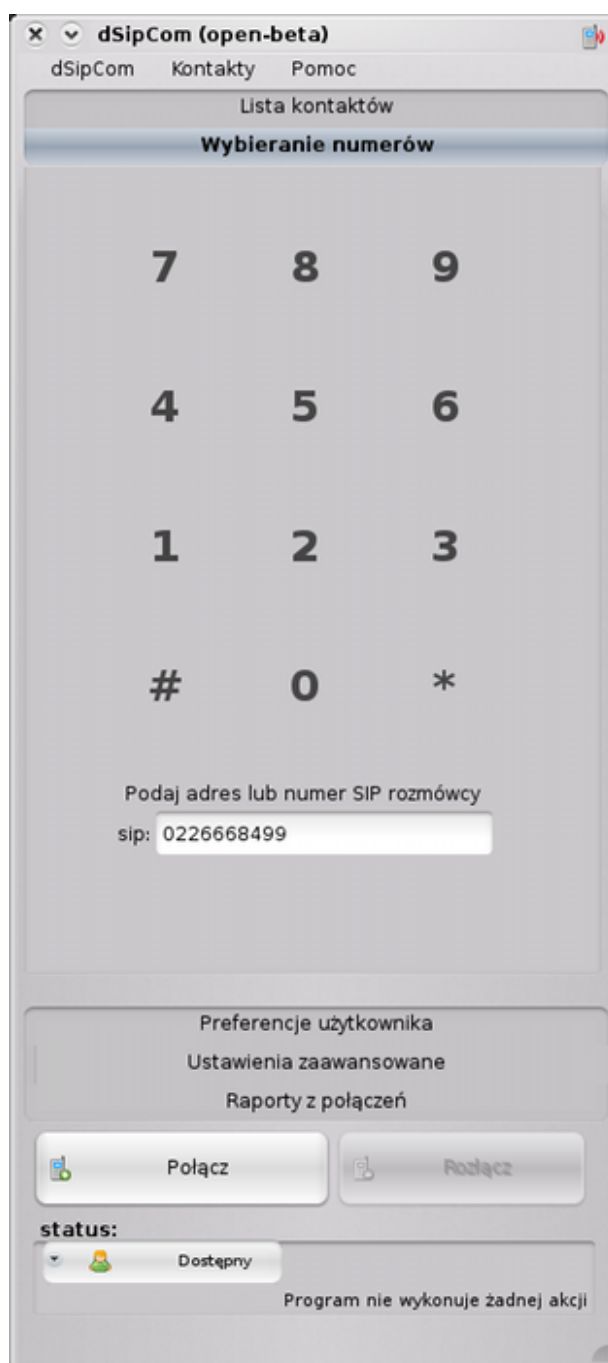 dSipCom (open-beta)
dSipCom Kontakty Pomoc
Lista kontaktów
Wybieranie numerów
7 8 9
4 5 6
1 2 3
# 0 *
Podaj adres lub numer SIP rozmówcy
sip: 0226668499
Preferencje użytkownika
Ustawienia zaawansowane
Raporty z połączeń
Połącz Rozłącz
status:
Dostępny
Program nie wykonuje żadnej akcji